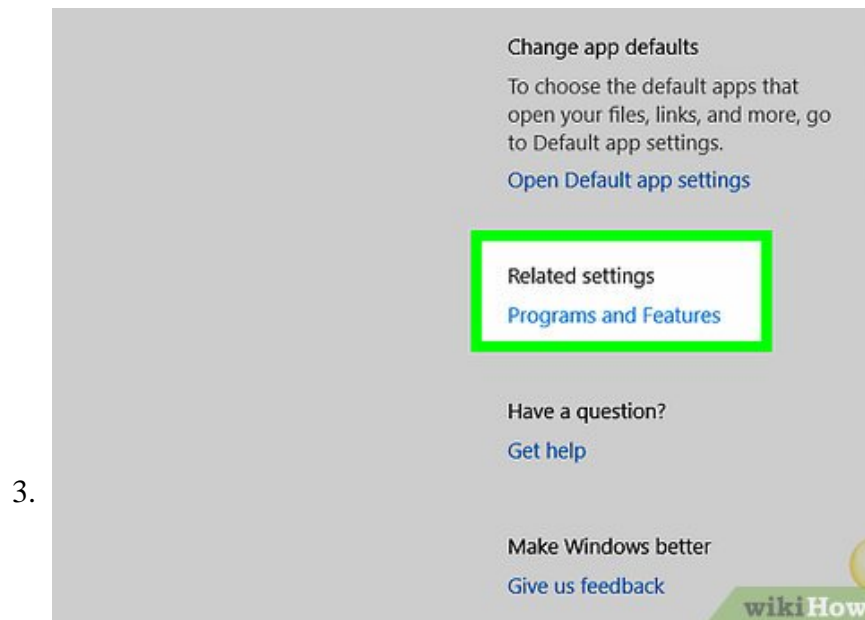 Change app defaults
To choose the default apps that
open your files, links, and more, go
to Default app settings.
Open Default app settings
Related settings
Programs and Features
Have a question?
Get help
3.
Make Windows better
Give us feedback
wikiHow